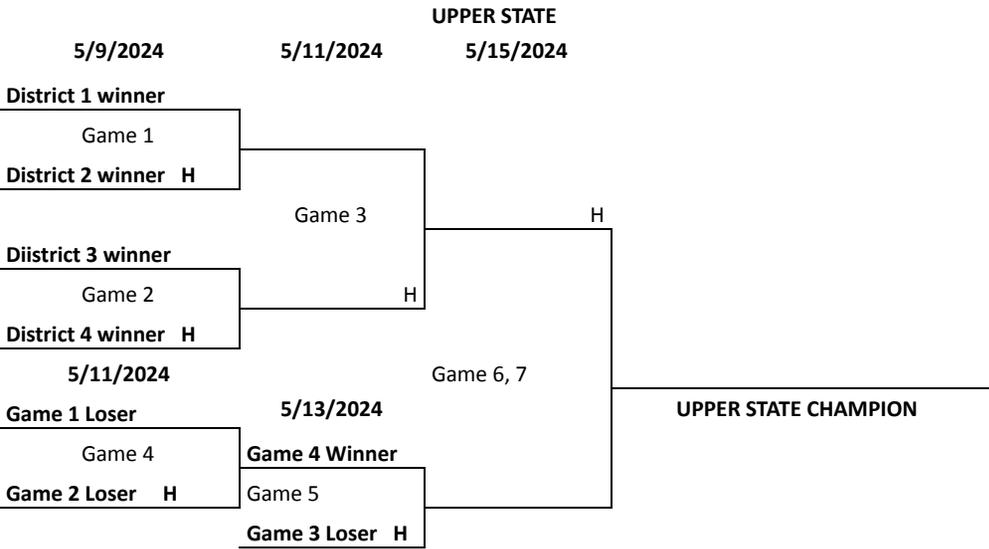 UPPER STATE
5/9/2024 5/11/2024 5/15/2024
District 1 winner
Game 1
District 2 winner H
Game 3 H
Diistrict 3 winner
Game 2 H
District 4 winner H
5/11/2024 Game 6, 7
Game 1 Loser 5/13/2024 UPPER STATE CHAMPION
Game 4 Game 4 Winner
Game 2 Loser H Game 5
Game 3 Loser H